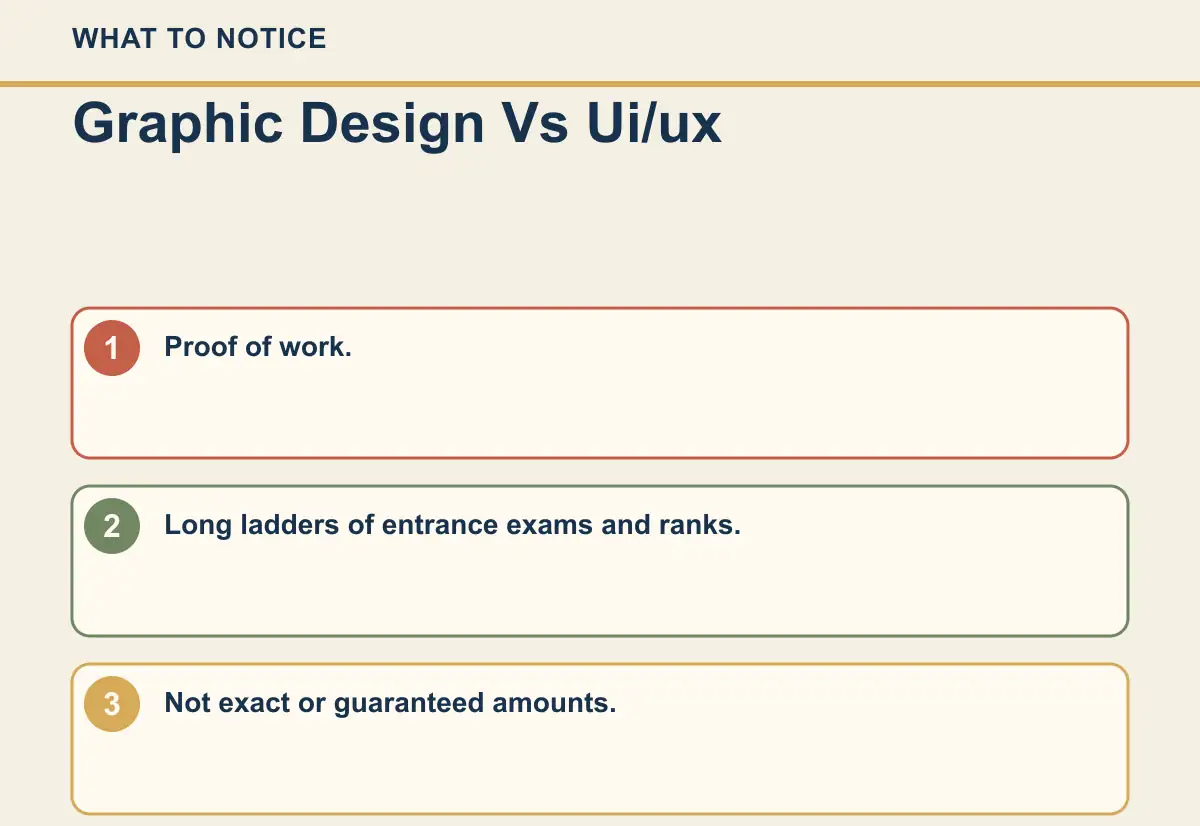 WHAT TO NOTICE
Graphic Design Vs Ui/ux
1
Proof of work.
2
Long ladders of entrance exams and ranks.
3
Not exact or guaranteed amounts.